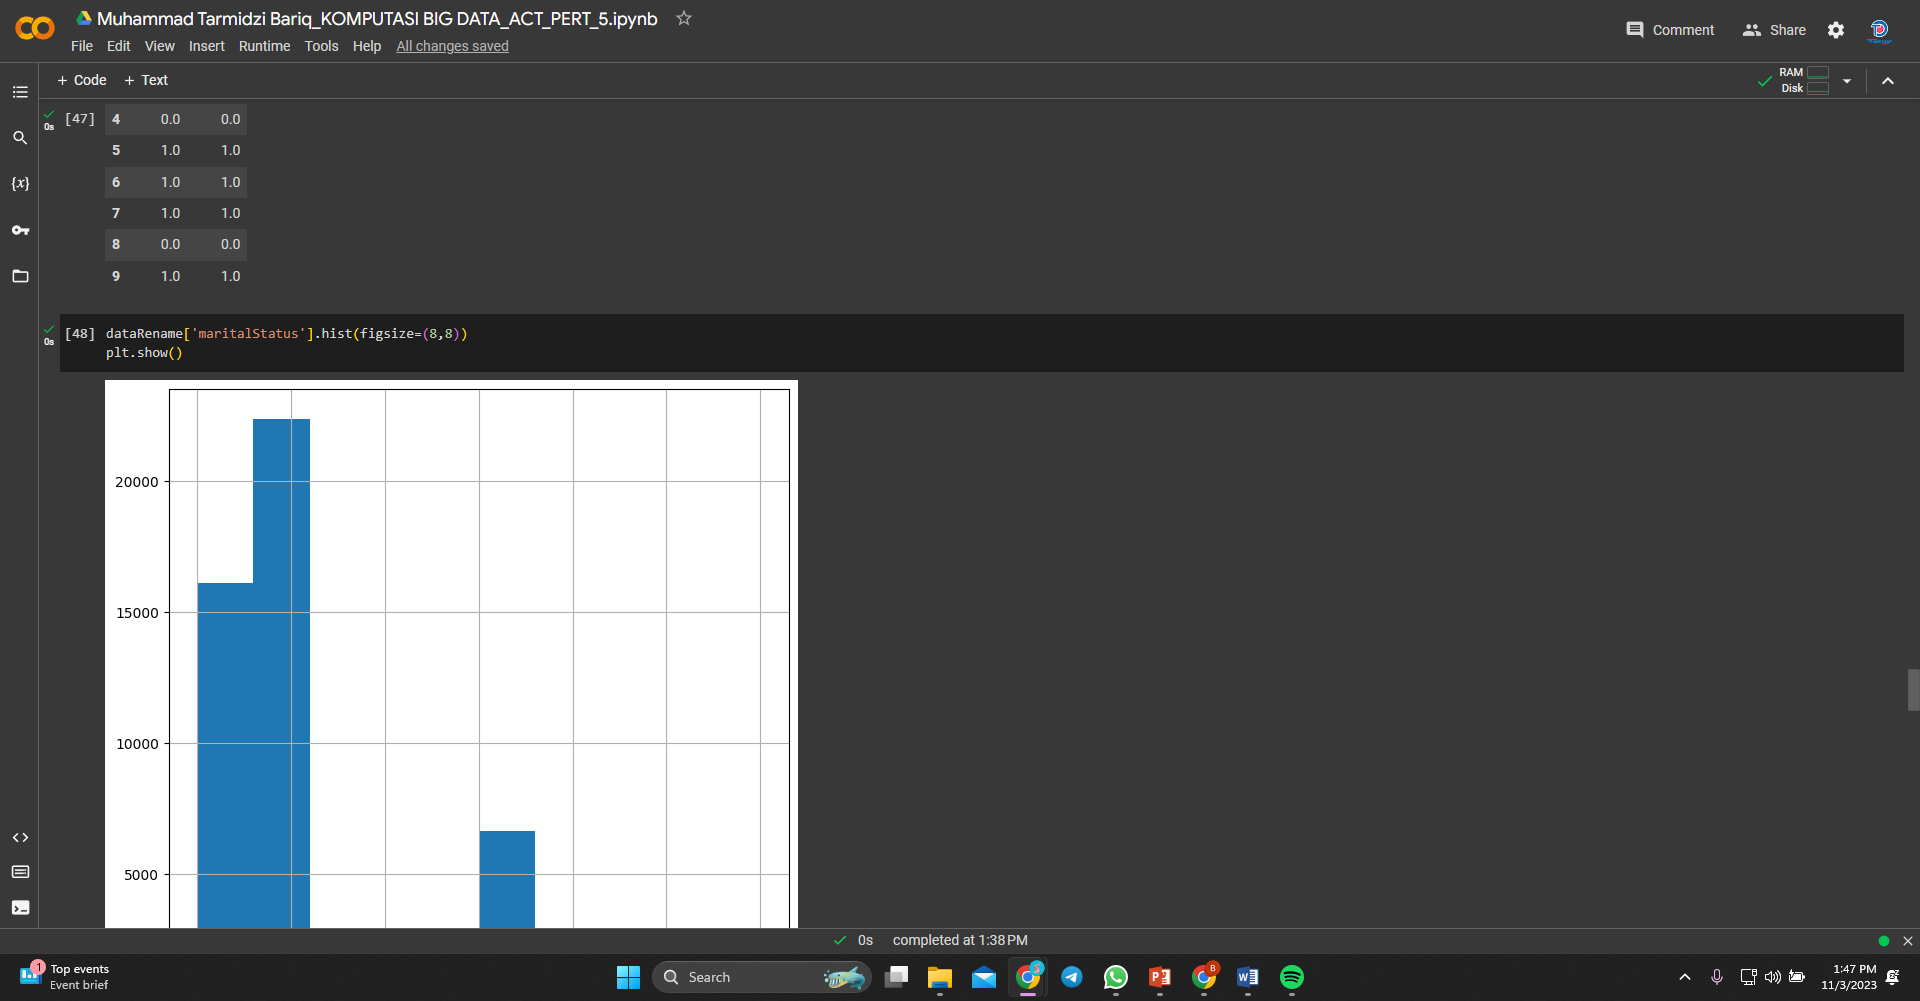 Muhammad Tarmidzi Bariq_KOMPUTASI BIG DATA_ACT_PERT_5.ipynb
File Edit View Insert Runtime Tools Help All changes saved
Comment Share
+ Code + Text
RAM
Disk
[47] 4 0.0 0.0
0s
5 1.0 1.0
6 1.0 1.0
7 1.0 1.0
8 0.0 0.0
9 1.0 1.0
{x}
[48] dataRename['maritalStatus'].hist(figsize=(8,8))
0s
plt.show()
20000
15000
10000
5000
0s completed at 1:38 PM
1
Top events
Event brief
Search
B
1:47 PM
11/3/2023